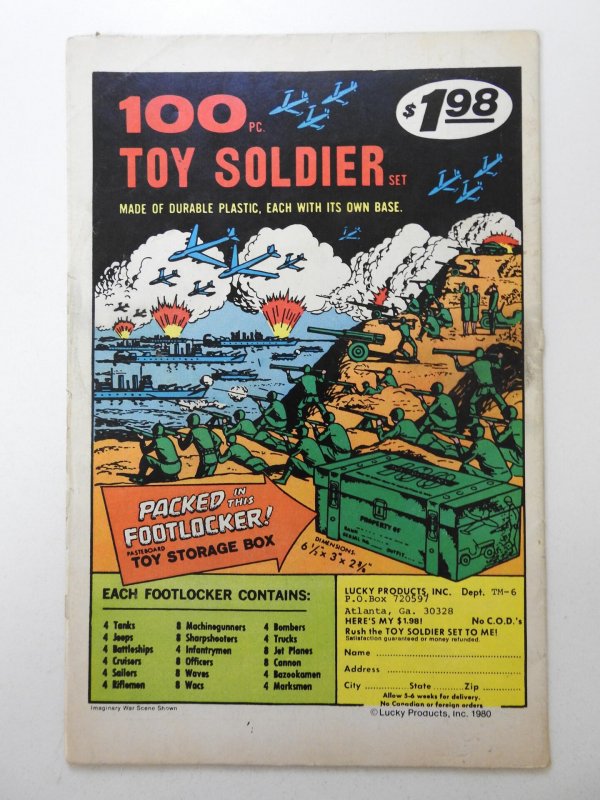 100 PC.
$1.98
TOY SOLDIER SET
MADE OF DURABLE PLASTIC, EACH WITH ITS OWN BASE.
PACKED IN THIS
FOOTLOCKER!
PASTEBOARD
TOY STORAGE BOX
DIMENSIONS:
6 1/2" x 3" x 2 3/8"
PROPERTY OF
EACH FOOTLOCKER CONTAINS:
4 Tanks 8 Machinegunners 4 Bombers
4 Jeeps 8 Sharpshooters 4 Trucks
4 Battleships 4 Infantrymen 8 Jet Planes
4 Cruisers 8 Officers 8 Cannon
4 Sailors 8 Waves 4 Bazookamen
4 Riflemen 8 Wacs 4 Marksmen
LUCKY PRODUCTS, INC. Dept. TM-6
P.O.Box 720597
Atlanta, Ga. 30328
HERE'S MY $1.98! No C.O.D.'s
Rush the TOY SOLDIER SET TO ME!
Satisfaction guaranteed or money refunded.
Name
Address
City State Zip
Allow 5-6 weeks for delivery.
No Canadian or foreign orders
Imaginary War Scene Shown
© Lucky Products, Inc. 1980